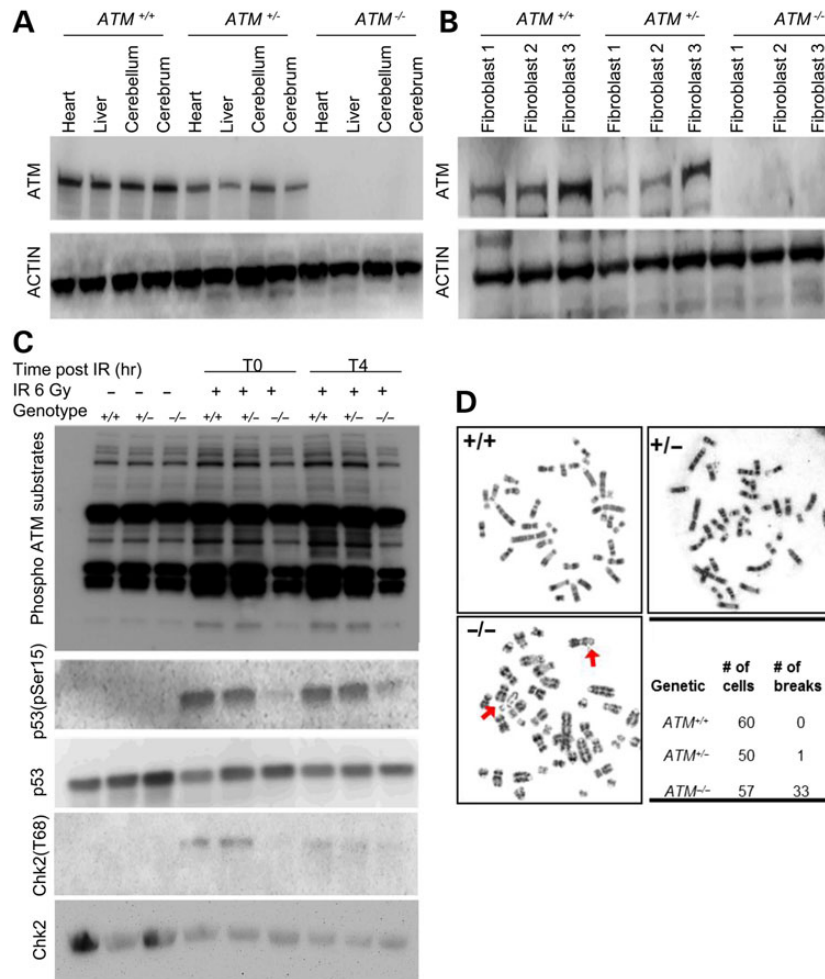 A
ATM +/+ ATM +/- ATM -/-
Heart
Liver
Cerebellum
Cerebrum
Heart
Liver
Cerebellum
Cerebrum
Heart
Liver
Cerebellum
Cerebrum
ATM
ACTIN
B
ATM +/+ ATM +/- ATM -/-
Fibroblast 1
Fibroblast 2
Fibroblast 3
Fibroblast 1
Fibroblast 2
Fibroblast 3
Fibroblast 1
Fibroblast 2
Fibroblast 3
ATM
ACTIN
C
Time post IR (hr) T0 T4
IR 6 Gy – – – + + + + + +
Genotype +/+ +/– –/– +/+ +/– –/– +/+ +/– –/–
Phospho ATM substrates
p53(pSer15)
p53
Chk2(T68)
Chk2
D
+/+
+/–
–/–
Genetic # of cells # of breaks
ATM+/+ 60 0
ATM+/- 50 1
ATM-/- 57 33